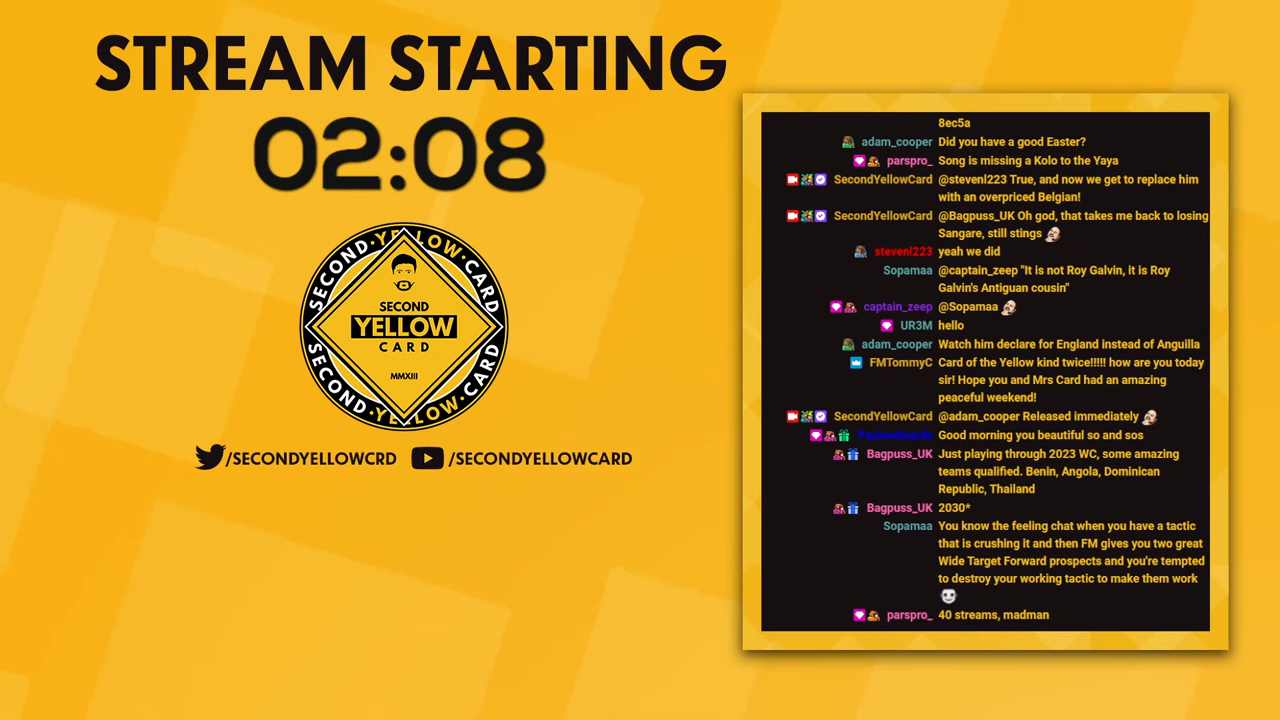 STREAM STARTING
02:08
SECOND·YELLOW·CARD
SECOND
YELLOW
CARD
MMXIII
SECOND·YELLOW·CARD
/SECONDYELLOWCRD /SECONDYELLOWCARD
8ec5a
adam_cooper Did you have a good Easter?
parspro_ Song is missing a Kolo to the Yaya
SecondYellowCard @stevenl223 True, and now we get to replace him
with an overpriced Belgian!
SecondYellowCard @Bagpuss_UK Oh god, that takes me back to losing
Sangare, still stings
stevenl223 yeah we did
Sopamaa @captain_zeep "It is not Roy Galvin, it is Roy
Galvin's Antiguan cousin"
captain_zeep @Sopamaa
UR3M hello
adam_cooper Watch him declare for England instead of Anguilla
FMTommyC Card of the Yellow kind twice!!!!! how are you today
sir! Hope you and Mrs Card had an amazing
peaceful weekend!
SecondYellowCard @adam_cooper Released immediately
Good morning you beautiful so and sos
Bagpuss_UK Just playing through 2023 WC, some amazing
teams qualified. Benin, Angola, Dominican
Republic, Thailand
Bagpuss_UK 2030*
Sopamaa You know the feeling chat when you have a tactic
that is crushing it and then FM gives you two great
Wide Target Forward prospects and you're tempted
to destroy your working tactic to make them work
parspro_ 40 streams, madman